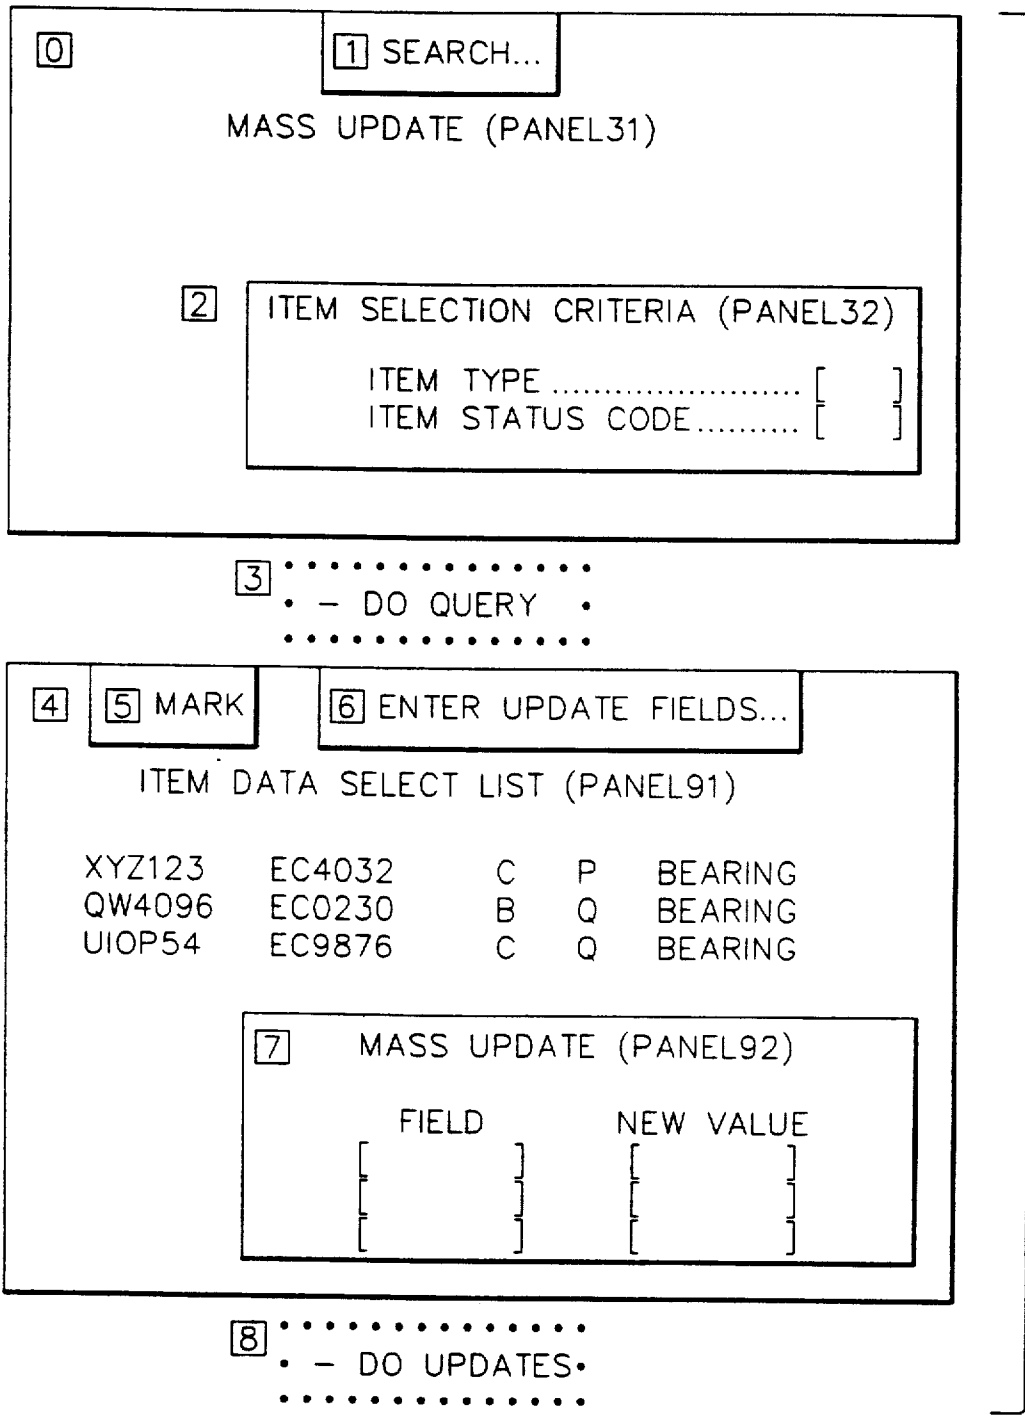 0 1 SEARCH...
MASS UPDATE (PANEL31)
2 ITEM SELECTION CRITERIA (PANEL32)
ITEM TYPE ...................... [ ]
ITEM STATUS CODE.......... [ ]
3 - DO QUERY
4 5 MARK 6 ENTER UPDATE FIELDS...
ITEM DATA SELECT LIST (PANEL91)
XYZ123 EC4032 C P BEARING
QW4096 EC0230 B Q BEARING
UIOP54 EC9876 C Q BEARING
7 MASS UPDATE (PANEL92)
FIELD NEW VALUE
[ ] [ ]
[ ] [ ]
[ ] [ ]
8 - DO UPDATES